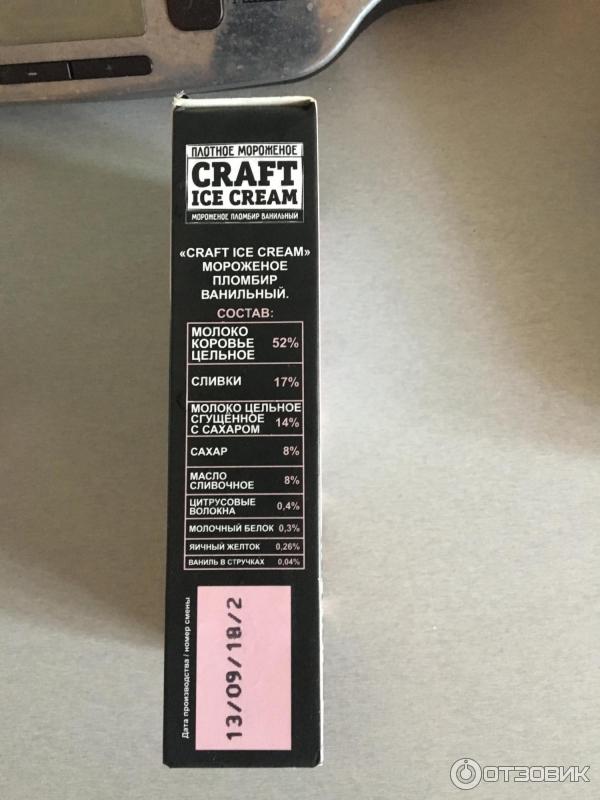 ПЛОТНОЕ МОРОЖЕНОЕ
CRAFT
ICE CREAM
МОРОЖЕНОЕ ПЛОМБИР ВАНИЛЬНЫЙ
«CRAFT ICE CREAM»
МОРОЖЕНОЕ
ПЛОМБИР
ВАНИЛЬНЫЙ.
СОСТАВ:
МОЛОКО
КОРОВЬЕ 52%
ЦЕЛЬНОЕ
СЛИВКИ 17%
МОЛОКО ЦЕЛЬНОЕ
СГУЩЁННОЕ 14%
С САХАРОМ
САХАР 8%
МАСЛО 8%
СЛИВОЧНОЕ
ЦИТРУСОВЫЕ 0,4%
ВОЛОКНА
МОЛОЧНЫЙ БЕЛОК 0,3%
ЯИЧНЫЙ ЖЕЛТОК 0,26%
ВАНИЛЬ В СТРУЧКАХ 0,04%
Дата производства / номер смены
13/09/18/2
ОТЗОВИК